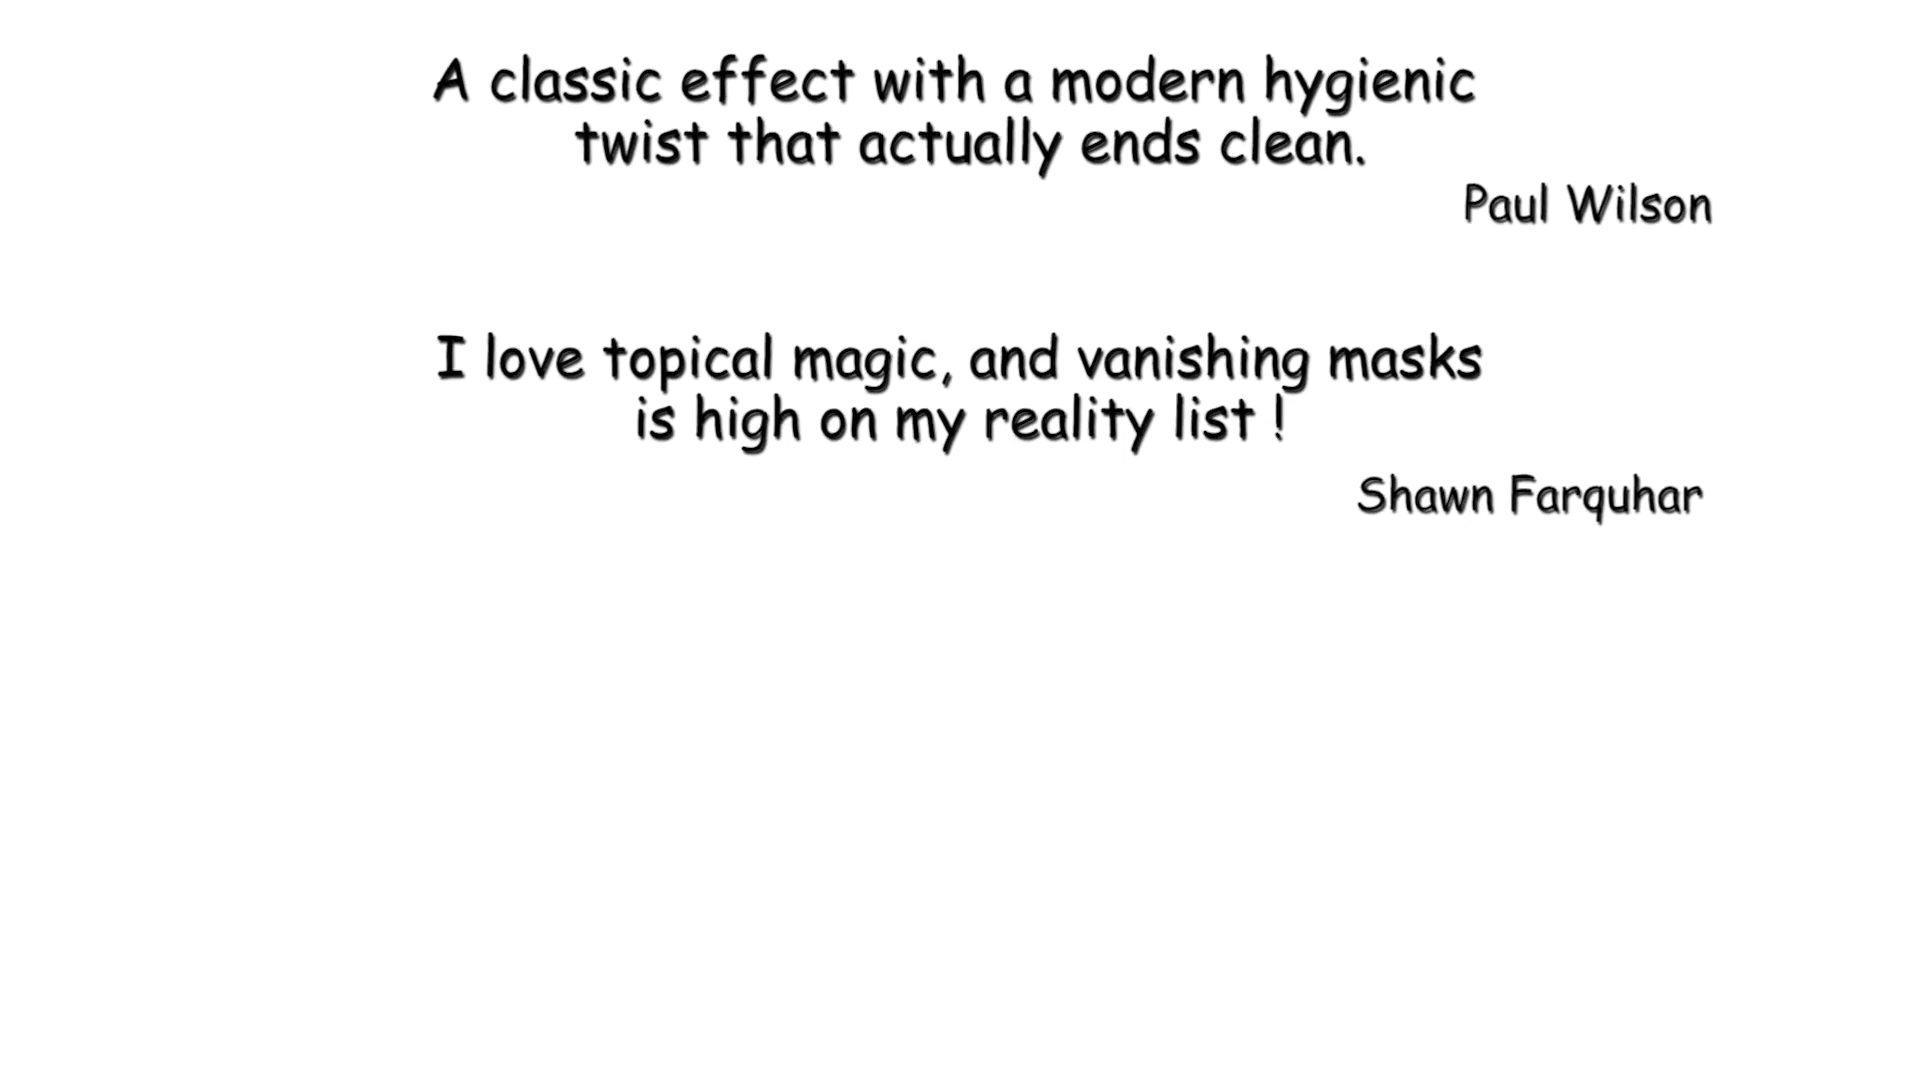 A classic effect with a modern hygienic
twist that actually ends clean.
Paul Wilson
I love topical magic, and vanishing masks
is high on my reality list !
Shawn Farquhar